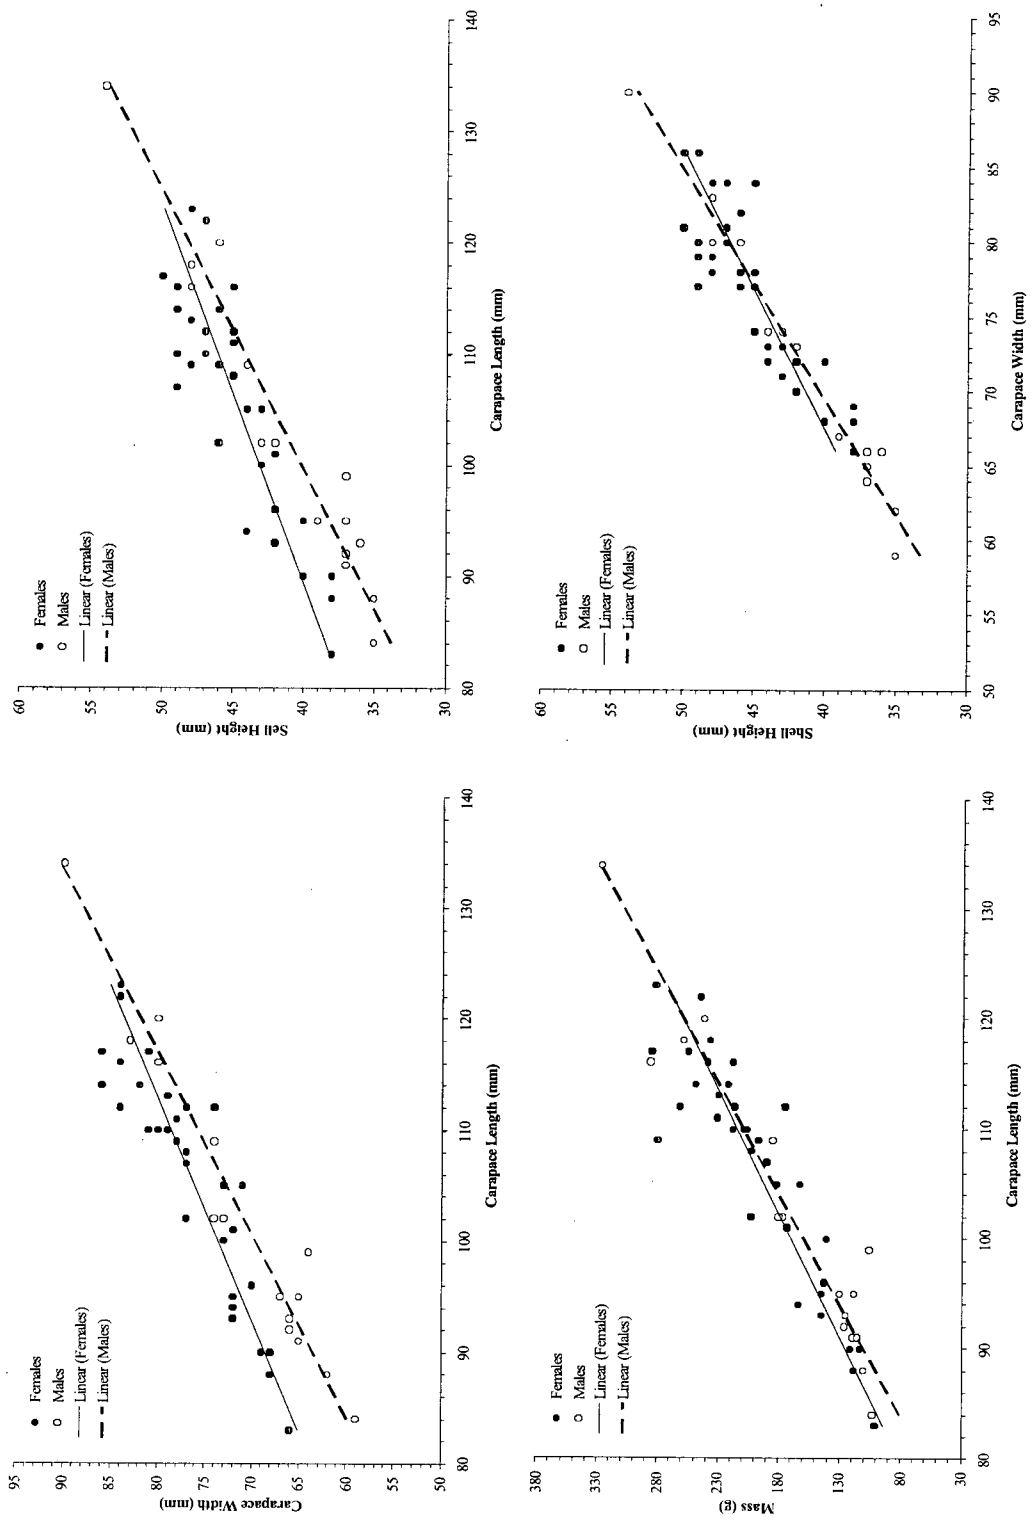 95
90
85
80
75
70
65
60
55
50
Carapace Width (mm)
Females
Males
Linear (Females)
Linear (Males)
80 90 100 110 120 130 140
Carapace Length (mm)
60
55
50
45
40
35
30
Sell Height (mm)
Females
Males
Linear (Females)
Linear (Males)
80 90 100 110 120 130 140
Carapace Length (mm)
380
330
280
230
180
130
80
30
Mass (g)
Females
Males
Linear (Females)
Linear (Males)
80 90 100 110 120 130 140
Carapace Length (mm)
60
55
50
45
40
35
30
Shell Height (mm)
Females
Males
Linear (Females)
Linear (Males)
50 55 60 65 70 75 80 85 90 95
Carapace Width (mm)